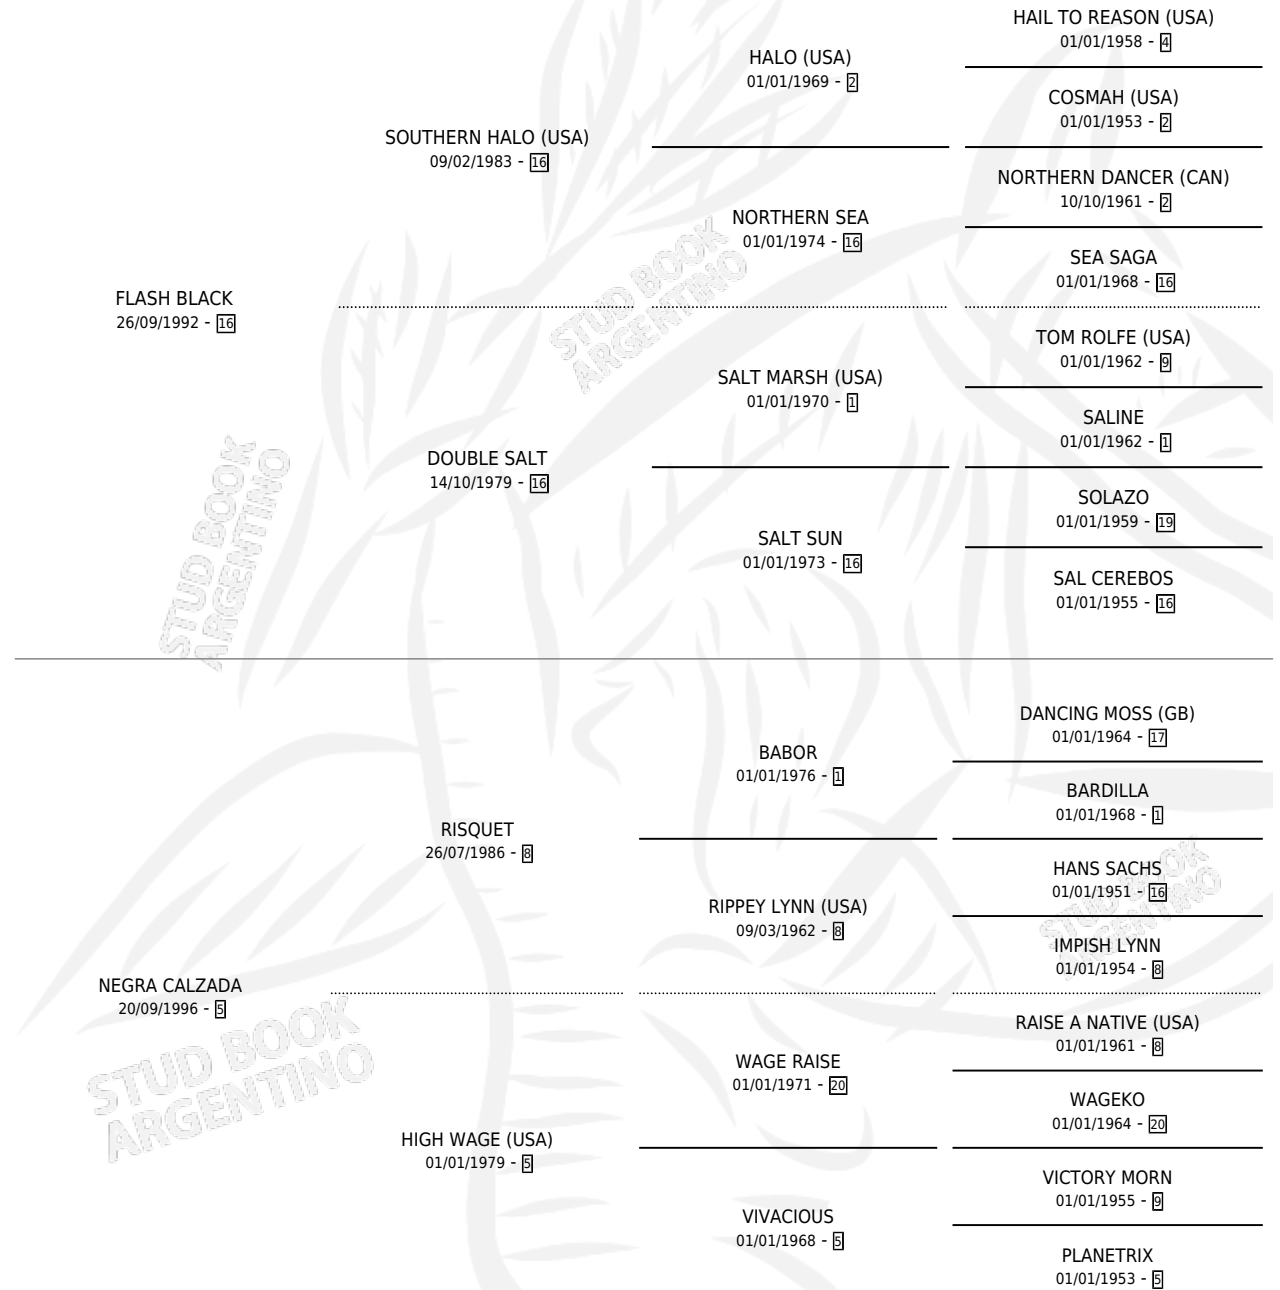 HAIL TO REASON (USA)
01/01/1958 - 4
HALO (USA)
01/01/1969 - 2
COSMAH (USA)
01/01/1953 - 2
SOUTHERN HALO (USA)
09/02/1983 - 16
NORTHERN DANCER (CAN)
10/10/1961 - 2
NORTHERN SEA
01/01/1974 - 16
SEA SAGA
01/01/1968 - 16
STUD BOOK
ARGENTINO
FLASH BLACK
26/09/1992 - 16
TOM ROLFE (USA)
01/01/1962 - 9
SALT MARSH (USA)
01/01/1970 - 1
SALINE
01/01/1962 - 1
DOUBLE SALT
14/10/1979 - 16
SOLAZO
01/01/1959 - 19
SALT SUN
01/01/1973 - 16
SAL CEREBOS
01/01/1955 - 16
STUD BOOK
ARGENTINO
DANCING MOSS (GB)
01/01/1964 - 17
BABOR
01/01/1976 - 1
BARDILLA
01/01/1968 - 1
RISQUET
26/07/1986 - 8
HANS SACHS
01/01/1951 - 16
RIPPEY LYNN (USA)
09/03/1962 - 8
IMPISH LYNN
01/01/1954 - 8
STUD BOOK
ARGENTINO
NEGRA CALZADA
20/09/1996 - 5
RAISE A NATIVE (USA)
01/01/1961 - 8
WAGE RAISE
01/01/1971 - 20
WAGEKO
01/01/1964 - 20
STUD BOOK
ARGENTINO
HIGH WAGE (USA)
01/01/1979 - 5
VICTORY MORN
01/01/1955 - 9
VIVACIOUS
01/01/1968 - 5
PLANETRIX
01/01/1953 - 5